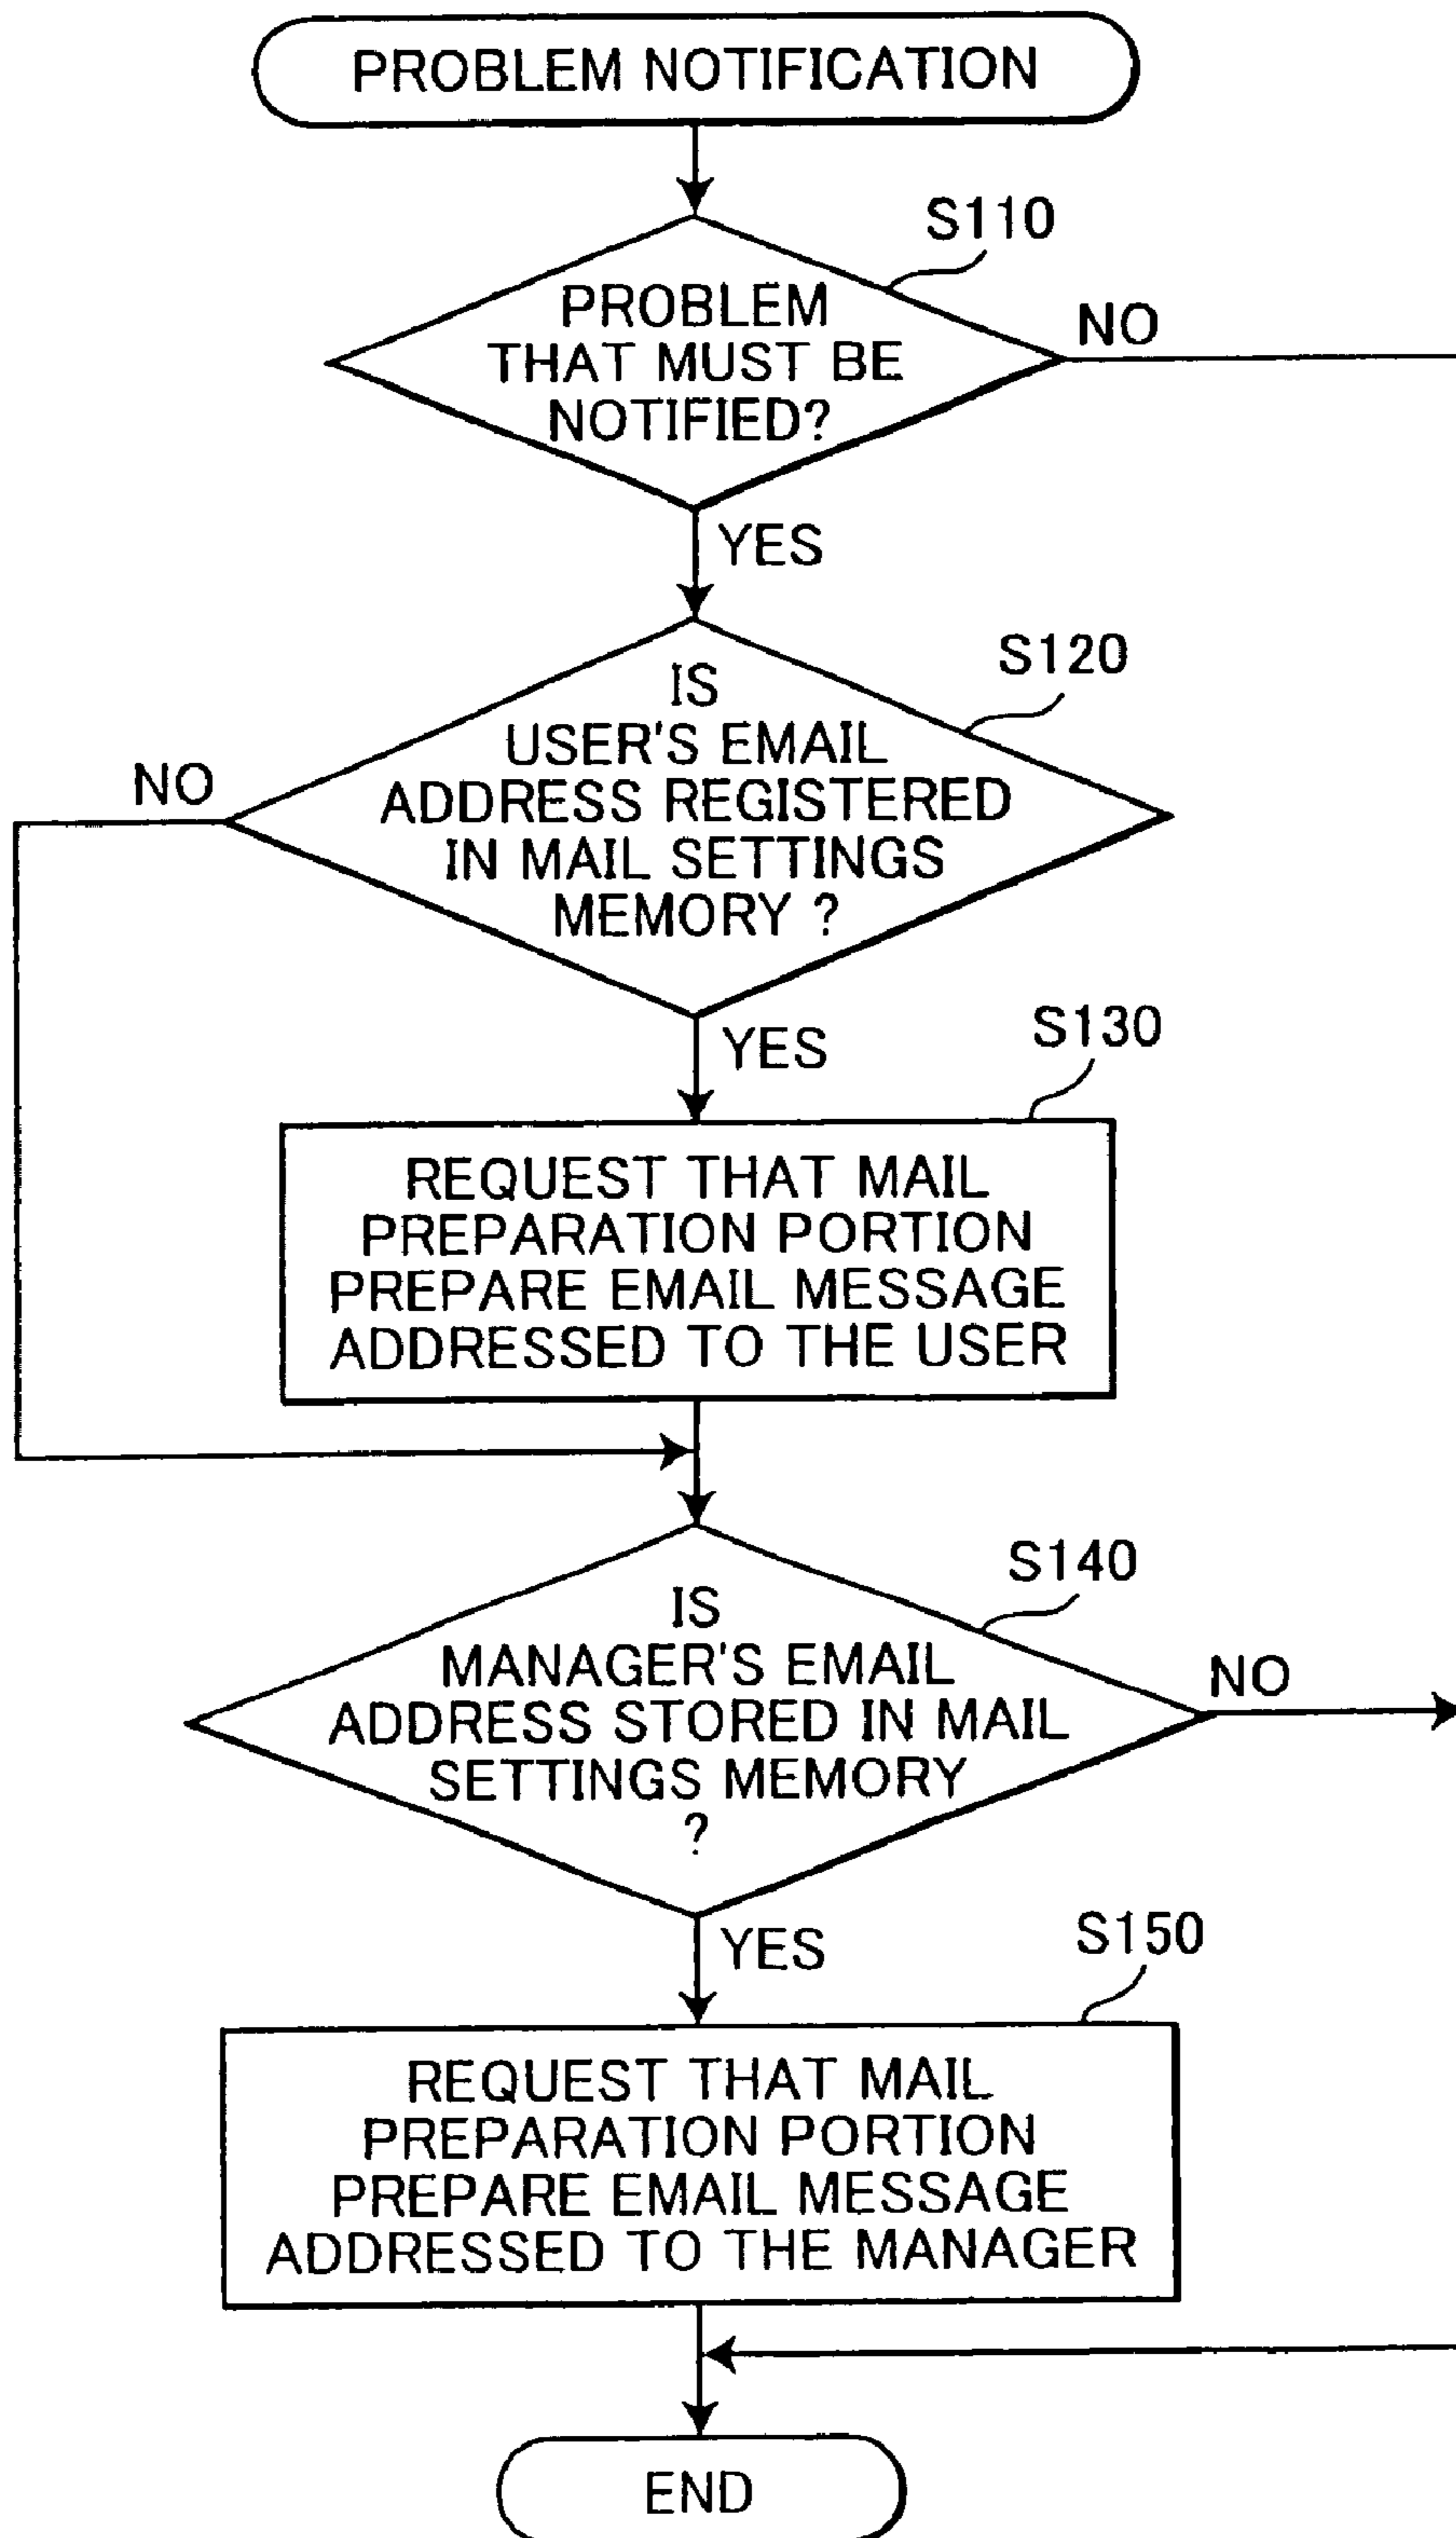 PROBLEM NOTIFICATION
S110
PROBLEM
THAT MUST BE
NOTIFIED?
NO
YES
S120
IS
USER'S EMAIL
ADDRESS REGISTERED
IN MAIL SETTINGS
MEMORY ?
NO
YES
S130
REQUEST THAT MAIL
PREPARATION PORTION
PREPARE EMAIL MESSAGE
ADDRESSED TO THE USER
S140
IS
MANAGER'S EMAIL
ADDRESS STORED IN MAIL
SETTINGS MEMORY
?
NO
YES
S150
REQUEST THAT MAIL
PREPARATION PORTION
PREPARE EMAIL MESSAGE
ADDRESSED TO THE MANAGER
END